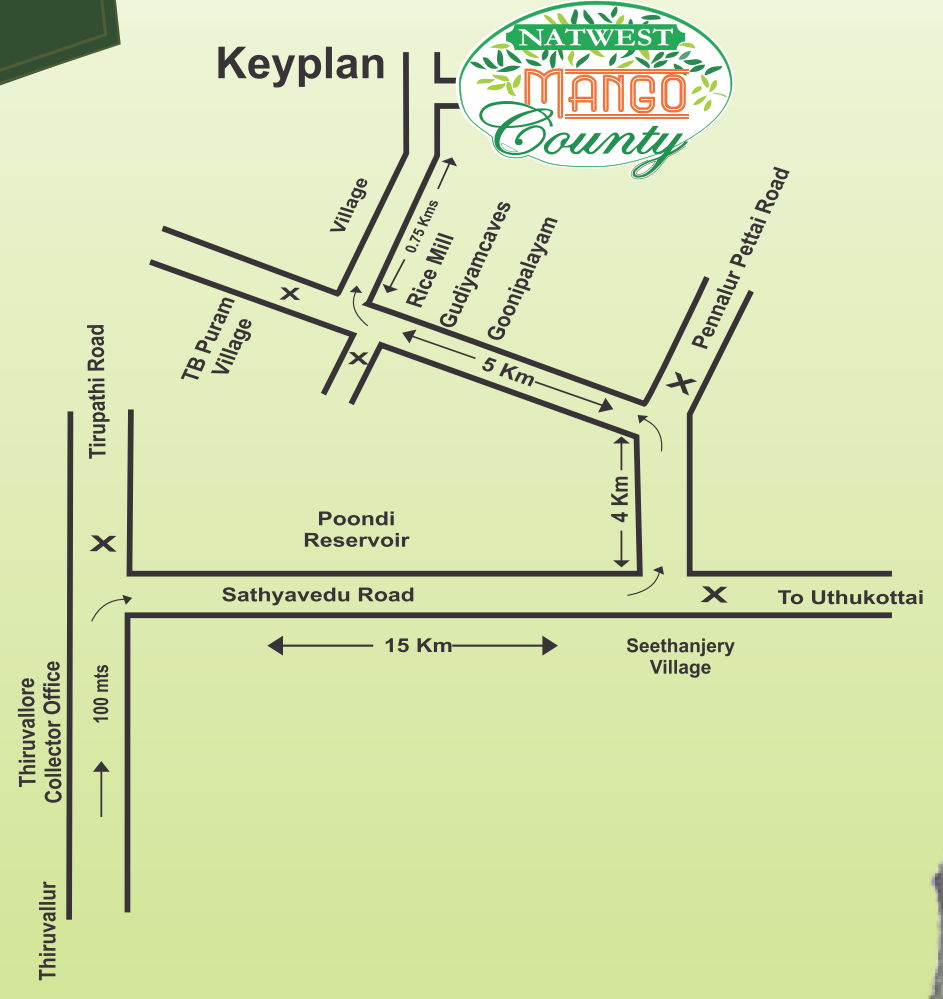 Keyplan
NATWEST
MANGO
County
Village
0.75 Kms
Rice Mill
Gudiyamcaves
Goonipalayam
Pennalur Pettai Road
TB Puram
Village
5 Km
Tirupathi Road
4 Km
Poondi
Reservoir
X
X
X
X
X
Sathyavedu Road
To Uthukottai
15 Km
Seethanjery
Village
Thiruvallore
Collector Office
100 mts
Thiruvallur